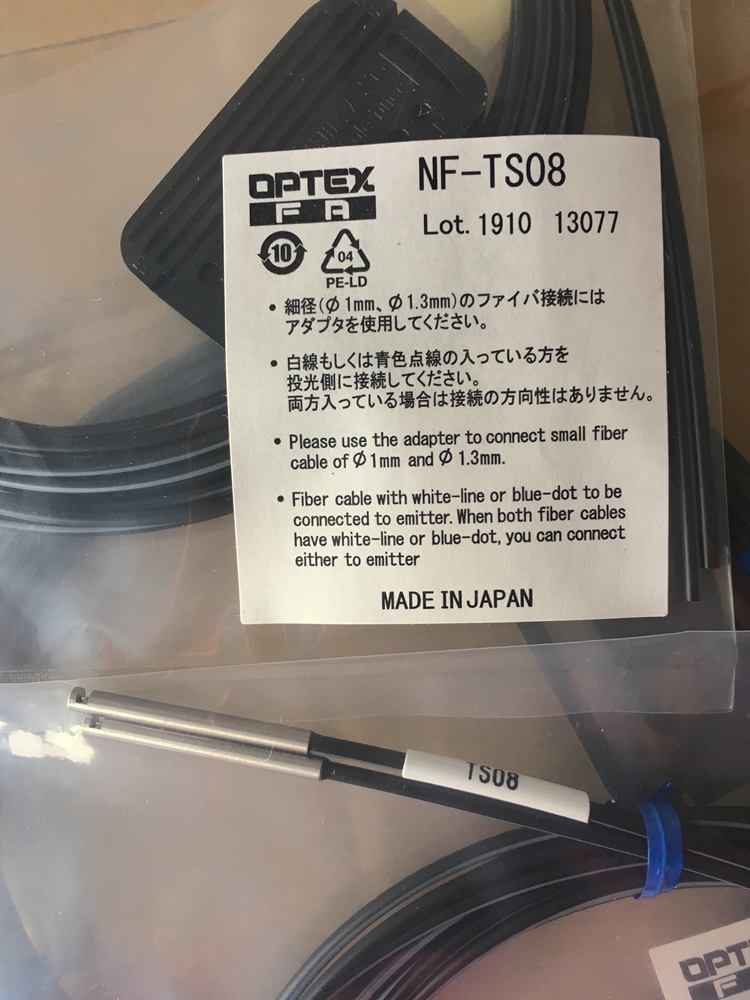 OPTEX
FA
NF-TS08
Lot. 1910 13077
10
04
PE-LD
• 細径(Φ1mm、Φ1.3mm)のファイバ接続には
アダプタを使用してください。
• 白線もしくは青色点線の入っている方を
投光側に接続してください。
両方入っている場合は接続の方向性はありません。
• Please use the adapter to connect small fiber
cable of Φ1mm and Φ1.3mm.
• Fiber cable with white-line or blue-dot to be
connected to emitter. When both fiber cables
have white-line or blue-dot, you can connect
either to emitter
MADE IN JAPAN
TS08
OPTE
F